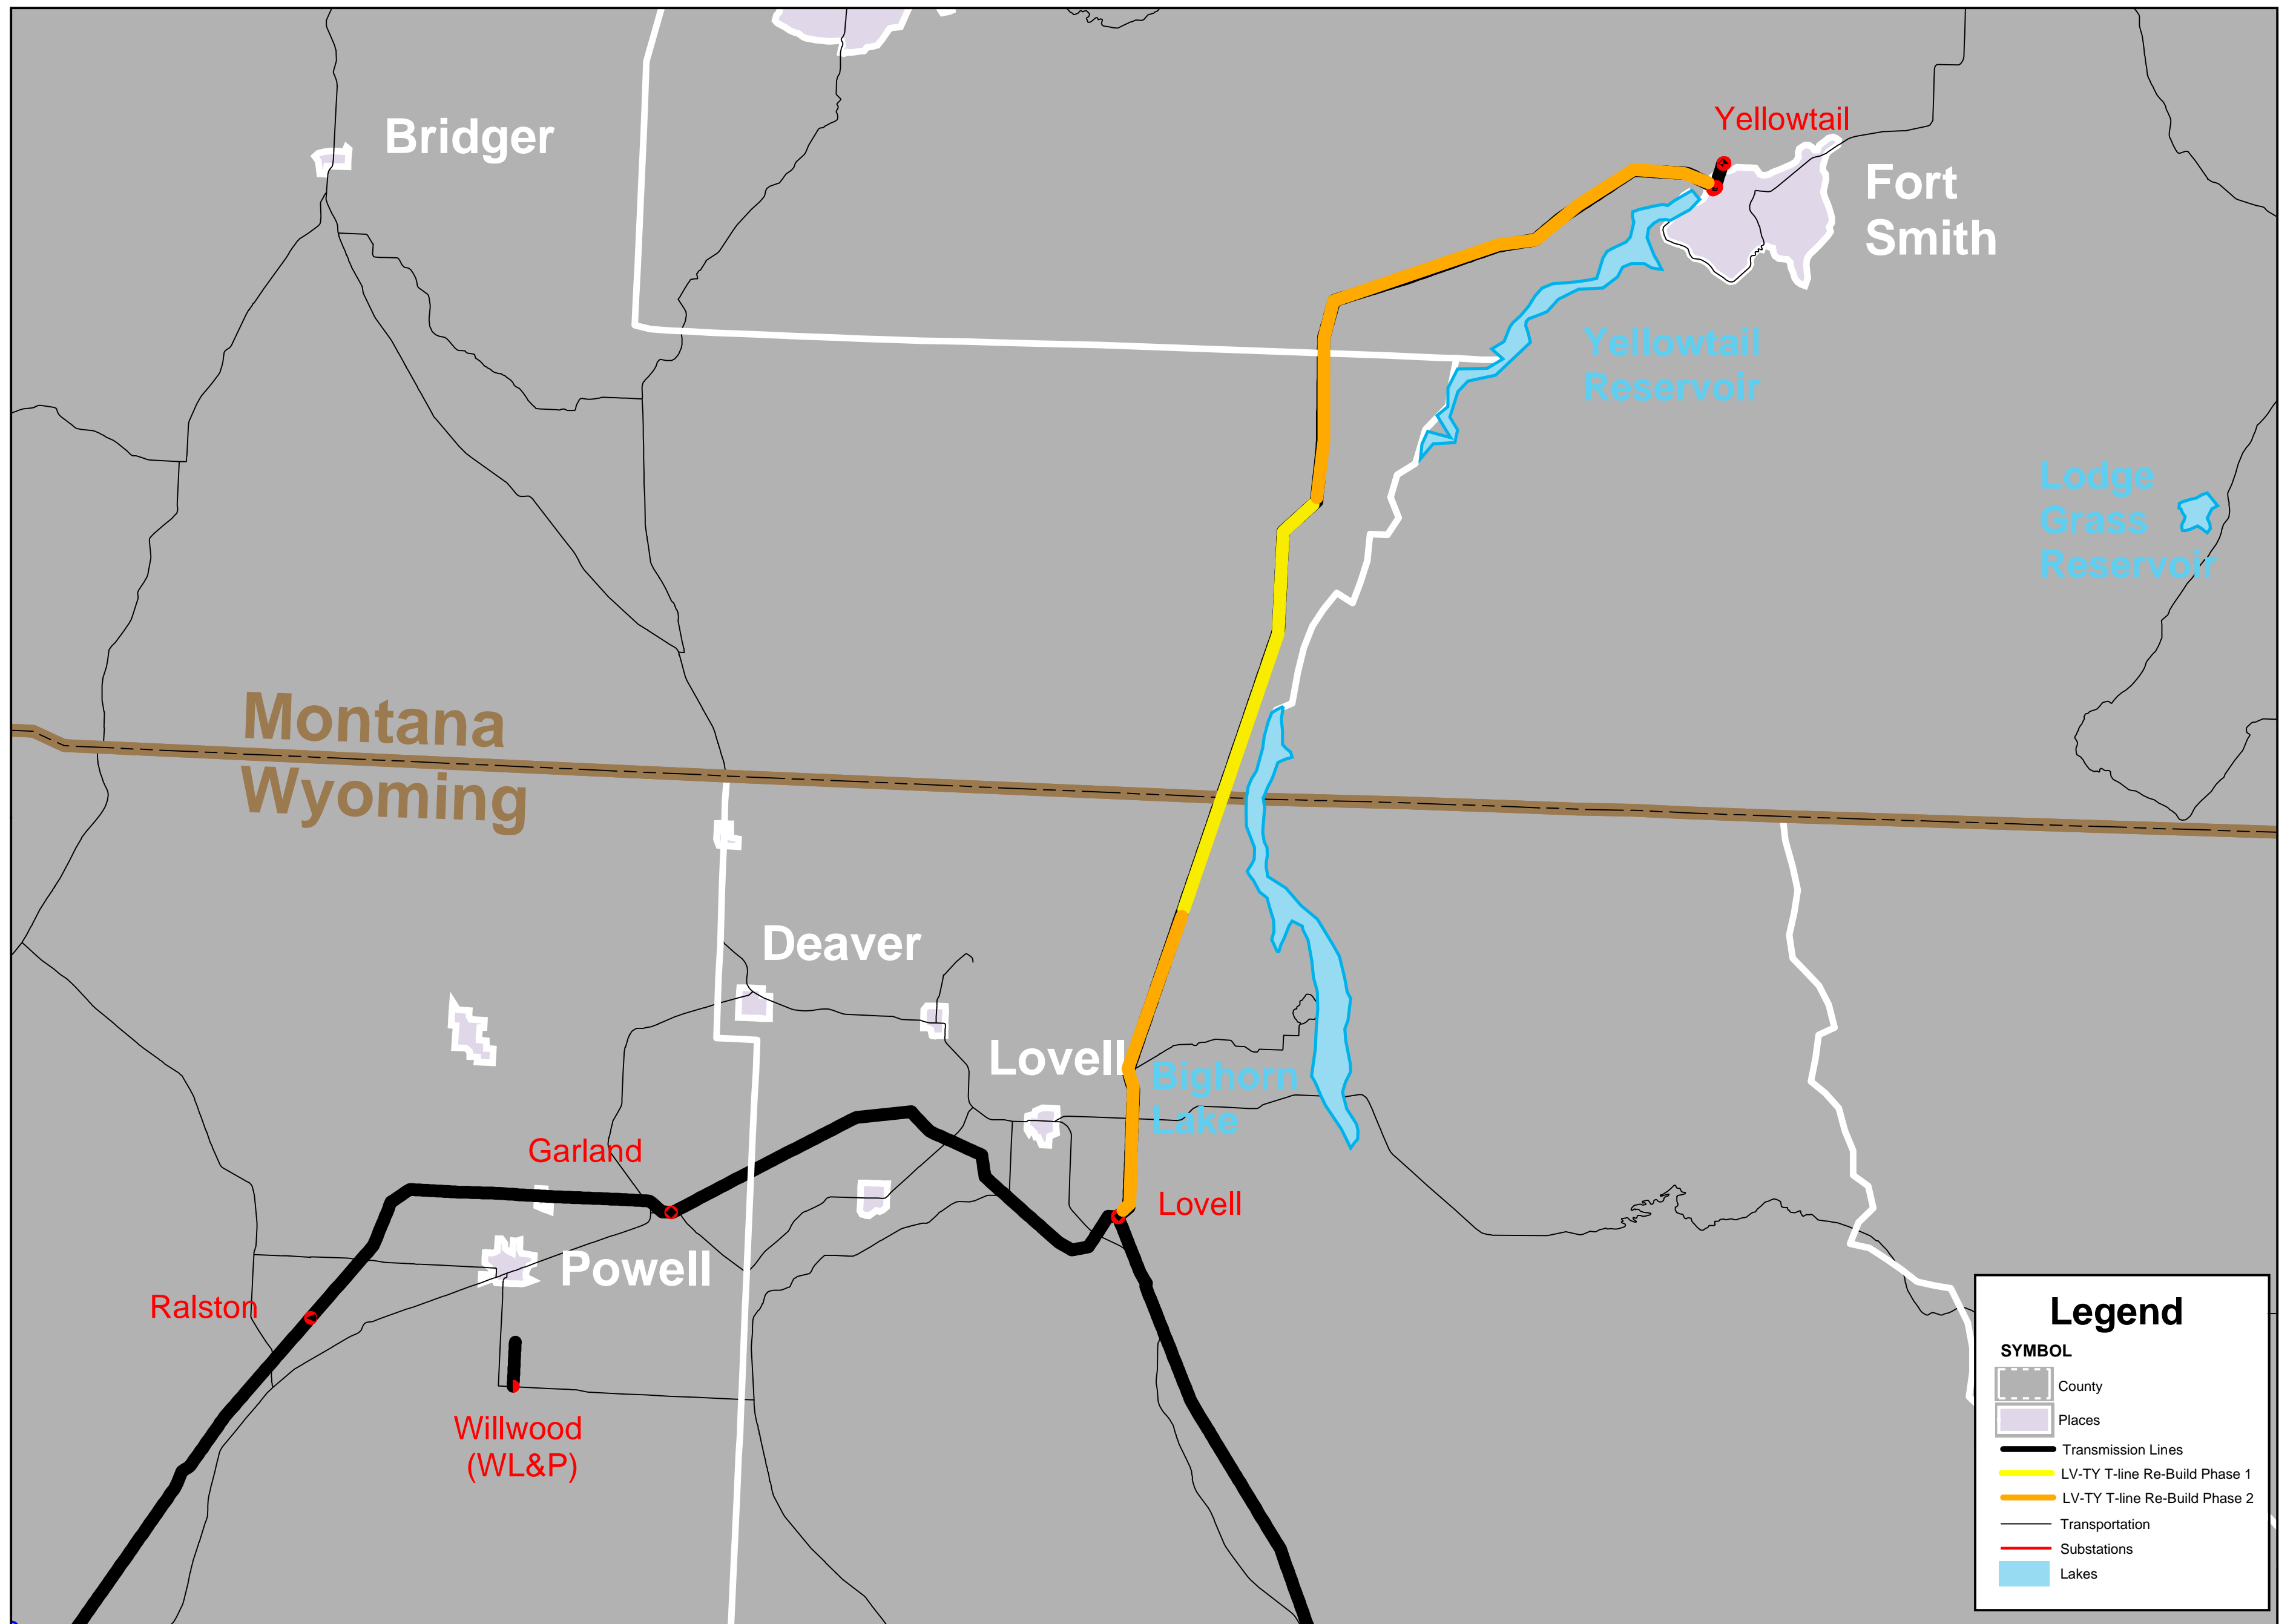 Yellowtail
Bridger
Fort
Smith
Yellowtail
Reservoir
Lodge
Grass
Reservoir
Montana
Wyoming
Deaver
Lovell
Bighorn
Lake
Garland
Lovell
Powell
Ralston
Willwood
(WL&P)
Legend
SYMBOL
County
Places
Transmission Lines
LV-TY T-line Re-Build Phase 1
LV-TY T-line Re-Build Phase 2
Transportation
Substations
Lakes